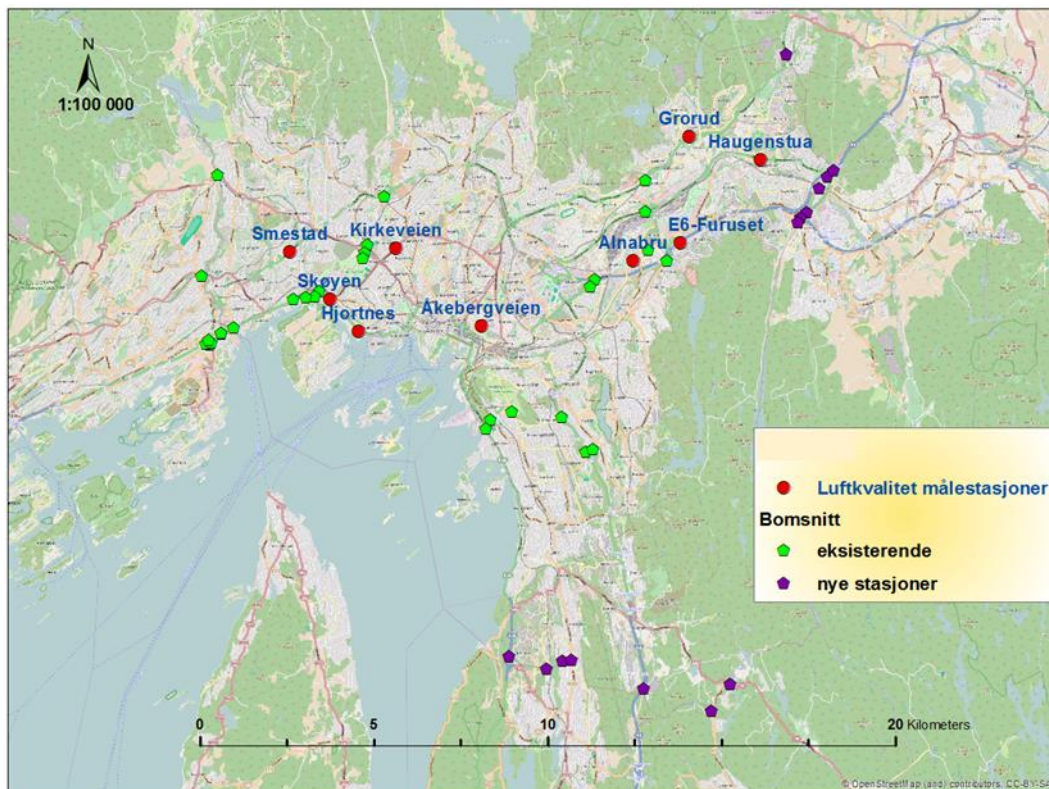 N
1:100 000
Grorud
Haugenstua
Smestad
Kirkeveien
E6-Furuset
Alnabru
Skøyen
Hjortnes
Åkebergveien
Luftkvalitet målestasjoner
Bomsnitt
eksisterende
nye stasjoner
0
5
10
20 Kilometers
© OpenStreetMap (and) contributors, CC-BY-SA